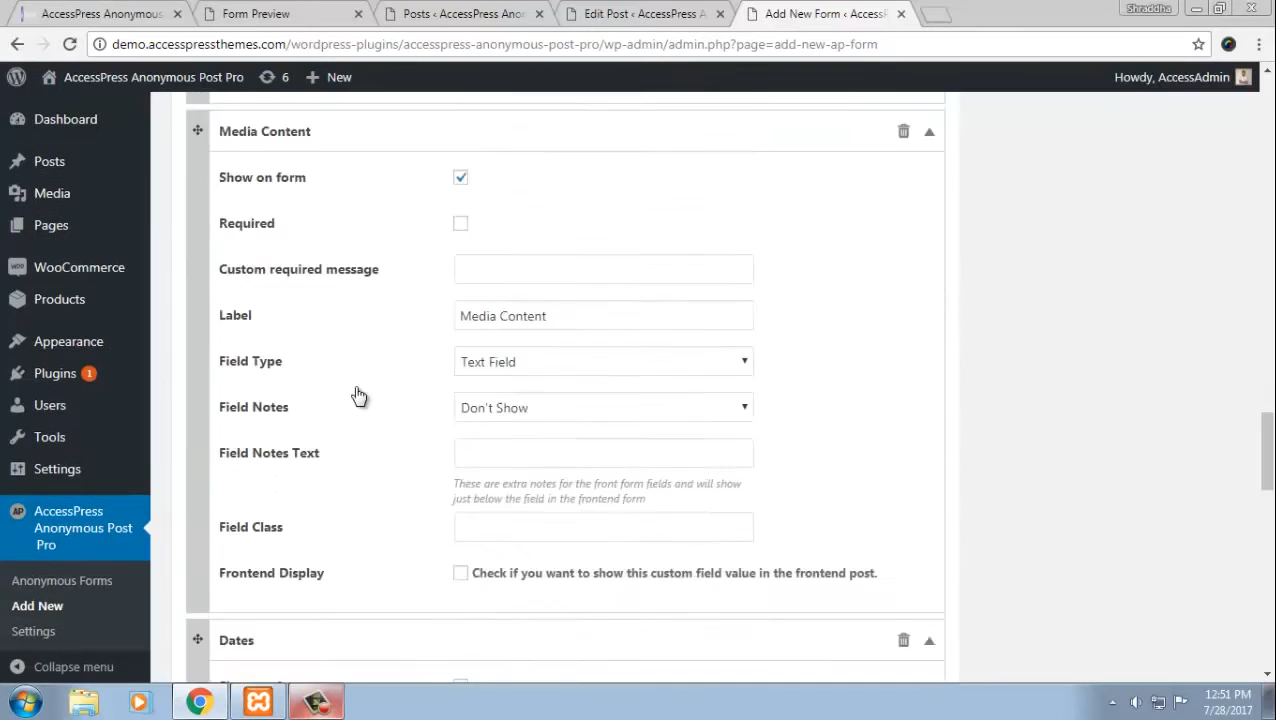 AccessPress Anonymous
Form Preview
Posts ‹ AccessPress Ano
Edit Post ‹ AccessPress A
Add New Form ‹ AccessP
Shraddha
demo.accesspressthemes.com/wordpress-plugins/accesspress-anonymous-post-pro/wp-admin/admin.php?page=add-new-ap-form
AccessPress Anonymous Post Pro
6
New
Howdy, AccessAdmin
Dashboard
Posts
Media
Pages
WooCommerce
Products
Appearance
Plugins 1
Users
Tools
Settings
AP
AccessPress
Anonymous Post
Pro
Anonymous Forms
Add New
Settings
Collapse menu
Media Content
Show on form
Required
Custom required message
Label
Media Content
Field Type
Text Field
Field Notes
Don't Show
Field Notes Text
These are extra notes for the front form fields and will show
just below the field in the frontend form
Field Class
Frontend Display
Check if you want to show this custom field value in the frontend post.
Dates
12:51 PM
7/28/2017